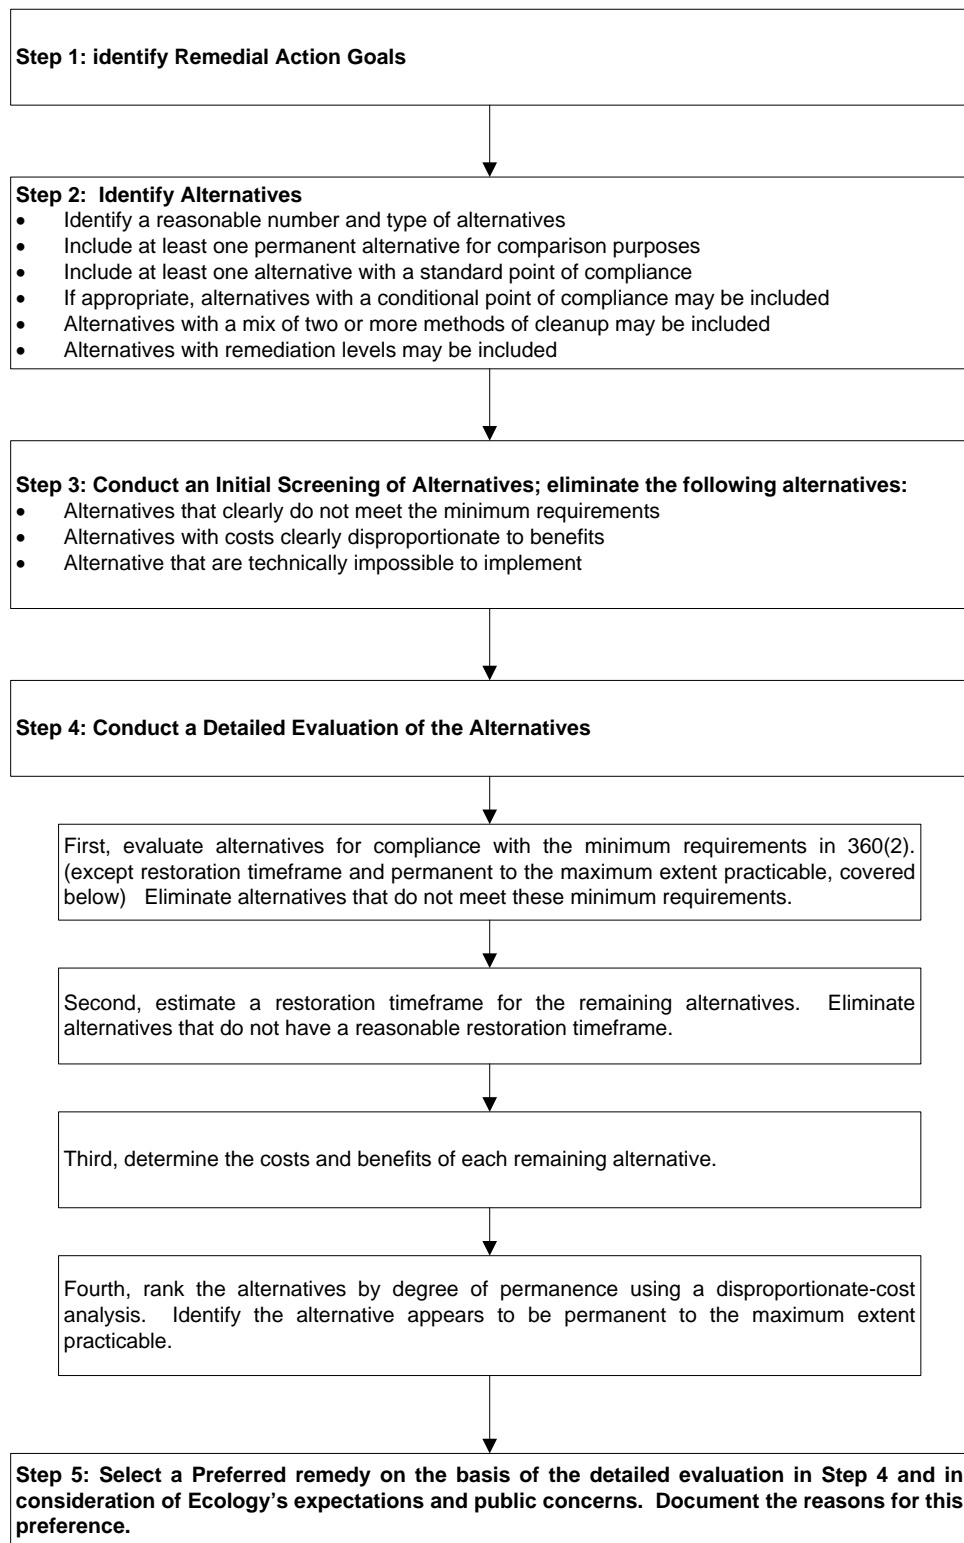 Step 1: identify Remedial Action Goals
Step 2:  Identify Alternatives
• Identify a reasonable number and type of alternatives
• Include at least one permanent alternative for comparison purposes
• Include at least one alternative with a standard point of compliance
• If appropriate, alternatives with a conditional point of compliance may be included
• Alternatives with a mix of two or more methods of cleanup may be included
• Alternatives with remediation levels may be included
Step 3: Conduct an Initial Screening of Alternatives; eliminate the following alternatives:
• Alternatives that clearly do not meet the minimum requirements
• Alternatives with costs clearly disproportionate to benefits
• Alternative that are technically impossible to implement
Step 4: Conduct a Detailed Evaluation of the Alternatives
First, evaluate alternatives for compliance with the minimum requirements in 360(2).
(except restoration timeframe and permanent to the maximum extent practicable, covered
below)   Eliminate alternatives that do not meet these minimum requirements.
Second, estimate a restoration timeframe for the remaining alternatives.   Eliminate
alternatives that do not have a reasonable restoration timeframe.
Third, determine the costs and benefits of each remaining alternative.
Fourth, rank the alternatives by degree of permanence using a disproportionate-cost
analysis.   Identify the alternative appears to be permanent to the maximum extent
practicable.
Step 5: Select a Preferred remedy on the basis of the detailed evaluation in Step 4 and in
consideration of Ecology’s expectations and public concerns.  Document the reasons for this
preference.